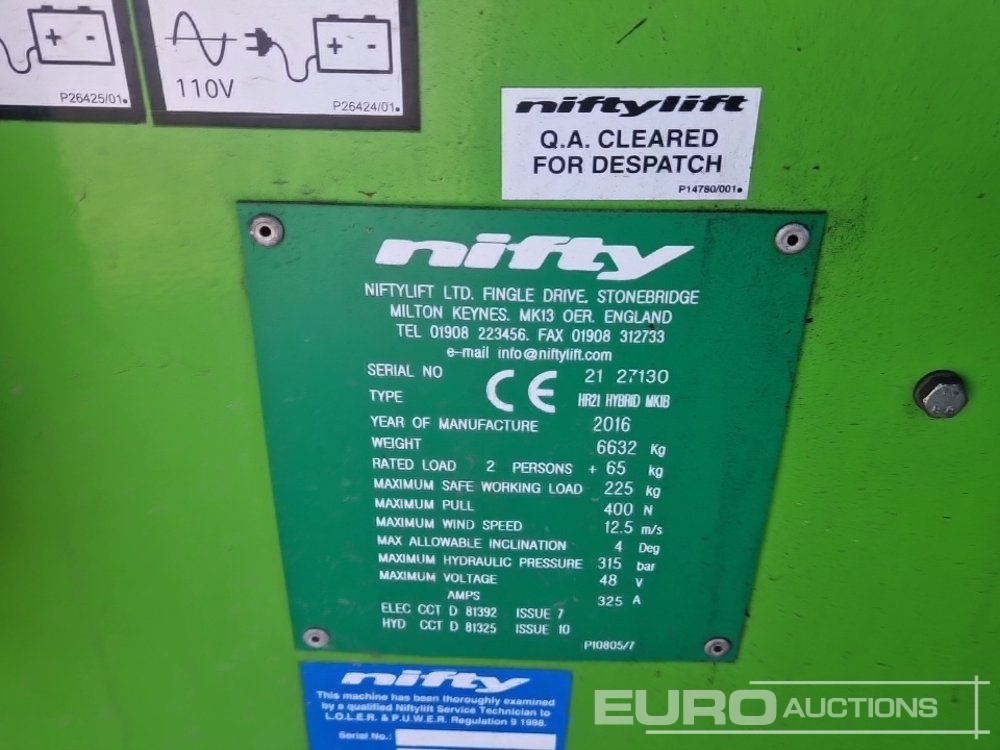 P26425/01
110V
P26424/01
niftylift
Q.A. CLEARED
FOR DESPATCH
P14780/001
nifty
NIFTYLIFT LTD. FINGLE DRIVE. STONEBRIDGE
MILTON KEYNES. MK13 OER. ENGLAND
TEL 01908 223456. FAX 01908 312733
e-mail info@niftylift.com
SERIAL NO 21 27130
TYPE CE HR21 HYBRID MK1B
YEAR OF MANUFACTURE 2016
WEIGHT 6632 Kg
RATED LOAD 2 PERSONS + 65 kg
MAXIMUM SAFE WORKING LOAD 225 kg
MAXIMUM PULL 400 N
MAXIMUM WIND SPEED 12.5 m/s
MAX ALLOWABLE INCLINATION 4 Deg
MAXIMUM HYDRAULIC PRESSURE 315 bar
MAXIMUM VOLTAGE 48 V
AMPS 325 A
ELEC CCT D 81392 ISSUE 7
HYD CCT D 81325 ISSUE 10
P10805/7
nifty
This machine has been thoroughly examined
by a qualified Niftylift Service Technician to
L.O.L.E.R. & P.U.W.E.R. Regulation 9 1998.
Serial No.:
EURO AUCTIONS